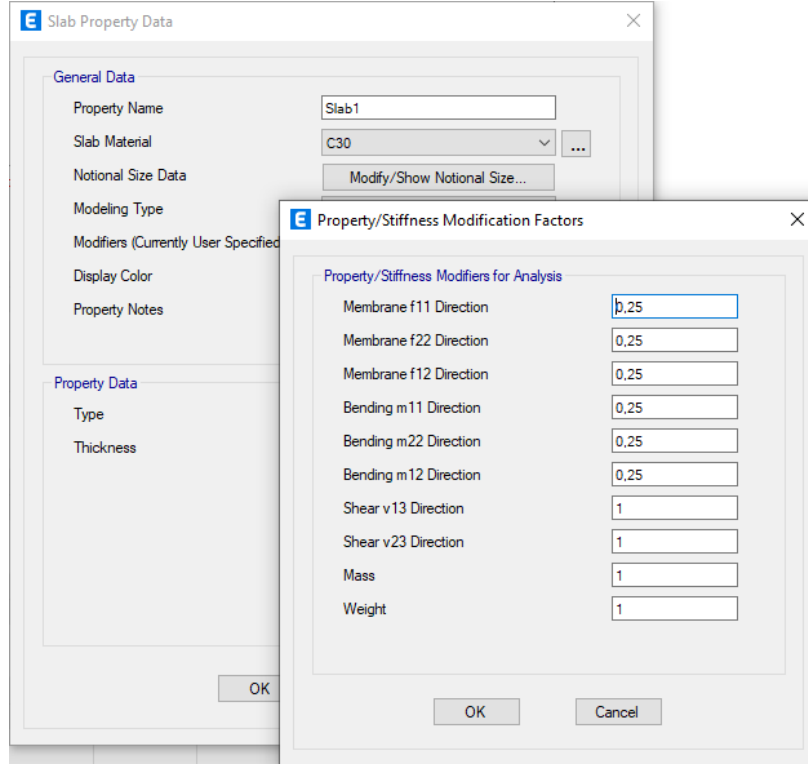 E Slab Property Data
General Data
Property Name Slab1
Slab Material C30 ...
Notional Size Data Modify/Show Notional Size...
Modeling Type
Modifiers (Currently User Specified
Display Color
Property Notes
Property Data
Type
Thickness
OK
E Property/Stiffness Modification Factors
Property/Stiffness Modifiers for Analysis
Membrane f11 Direction 0,25
Membrane f22 Direction 0,25
Membrane f12 Direction 0,25
Bending m11 Direction 0,25
Bending m22 Direction 0,25
Bending m12 Direction 0,25
Shear v13 Direction 1
Shear v23 Direction 1
Mass 1
Weight 1
OK Cancel